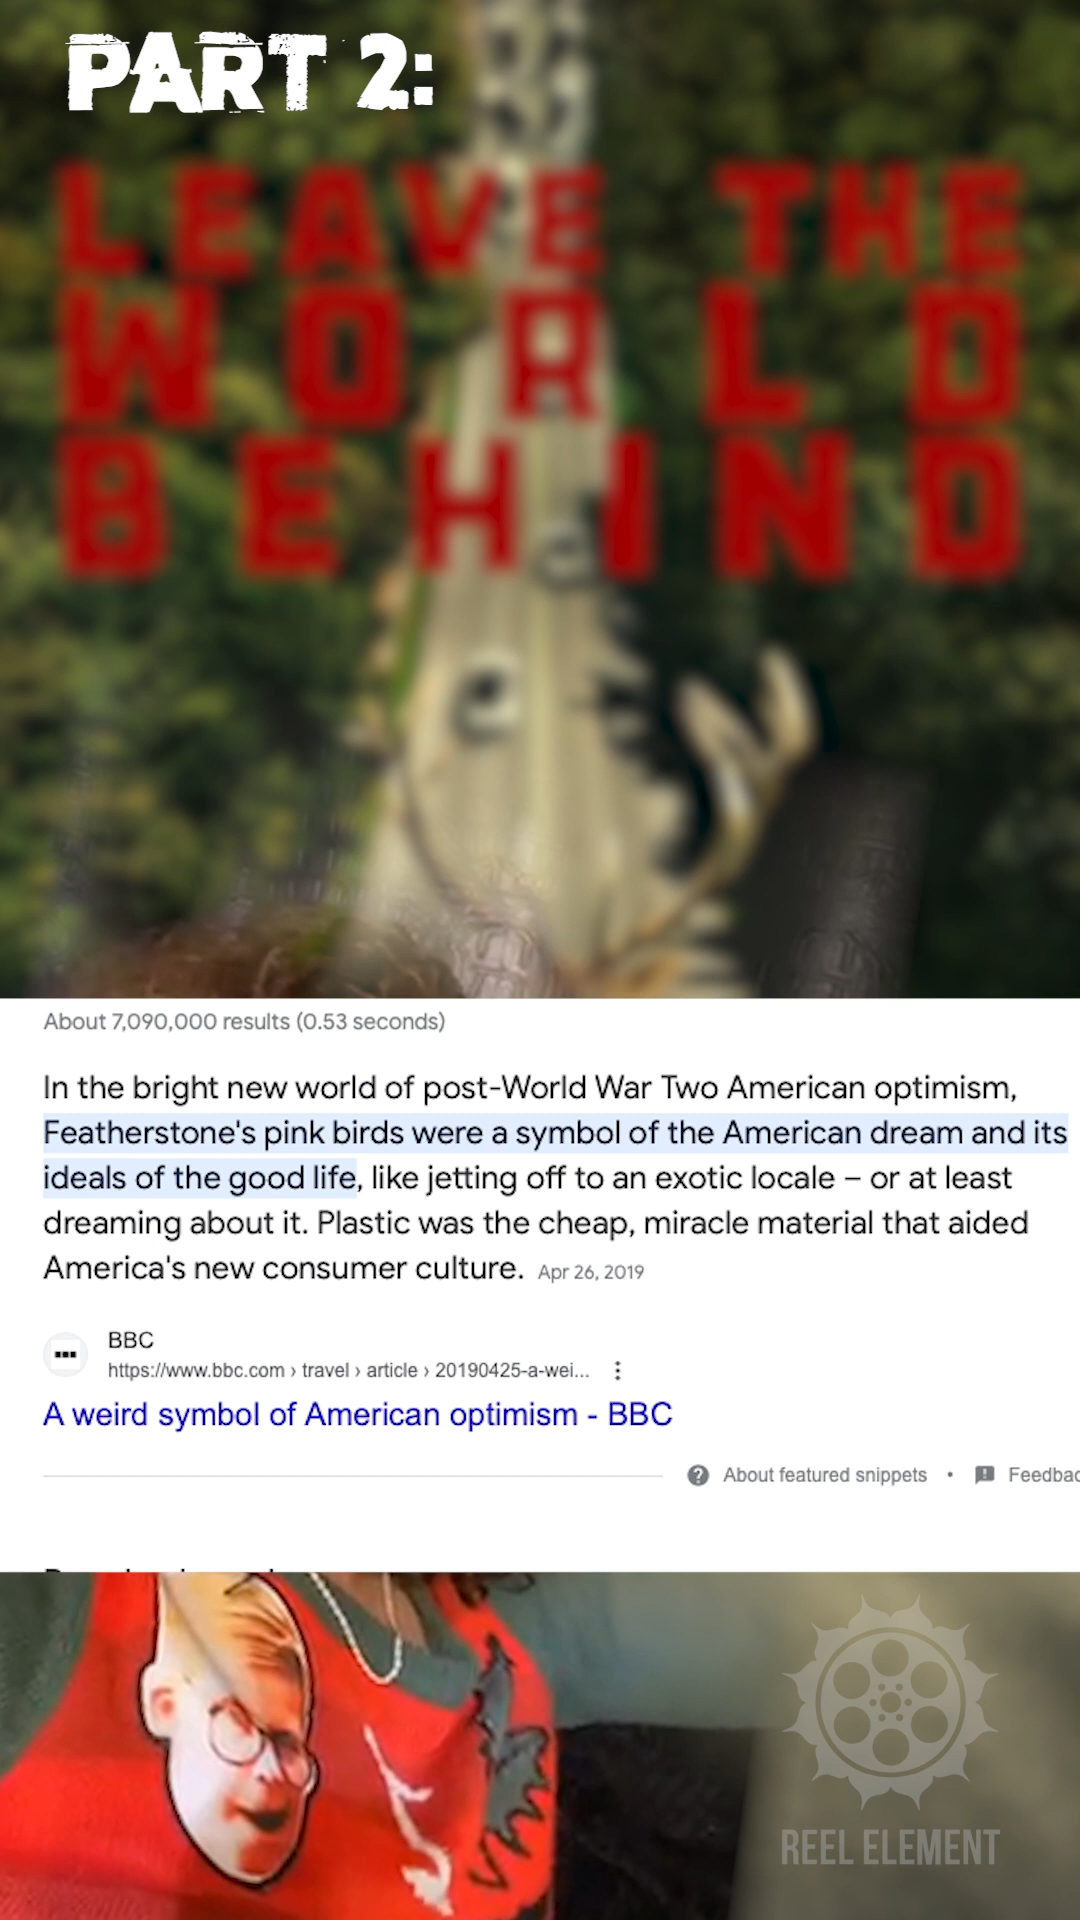 PART 2:
LEAVE THE
WORLD
BEHIND
About 7,090,000 results (0.53 seconds)
In the bright new world of post-World War Two American optimism,
Featherstone's pink birds were a symbol of the American dream and its
ideals of the good life, like jetting off to an exotic locale – or at least
dreaming about it. Plastic was the cheap, miracle material that aided
America's new consumer culture. Apr 26, 2019
BBC
https://www.bbc.com › travel › article › 20190425-a-wei...
A weird symbol of American optimism - BBC
About featured snippets • Feedbac
REEL ELEMENT